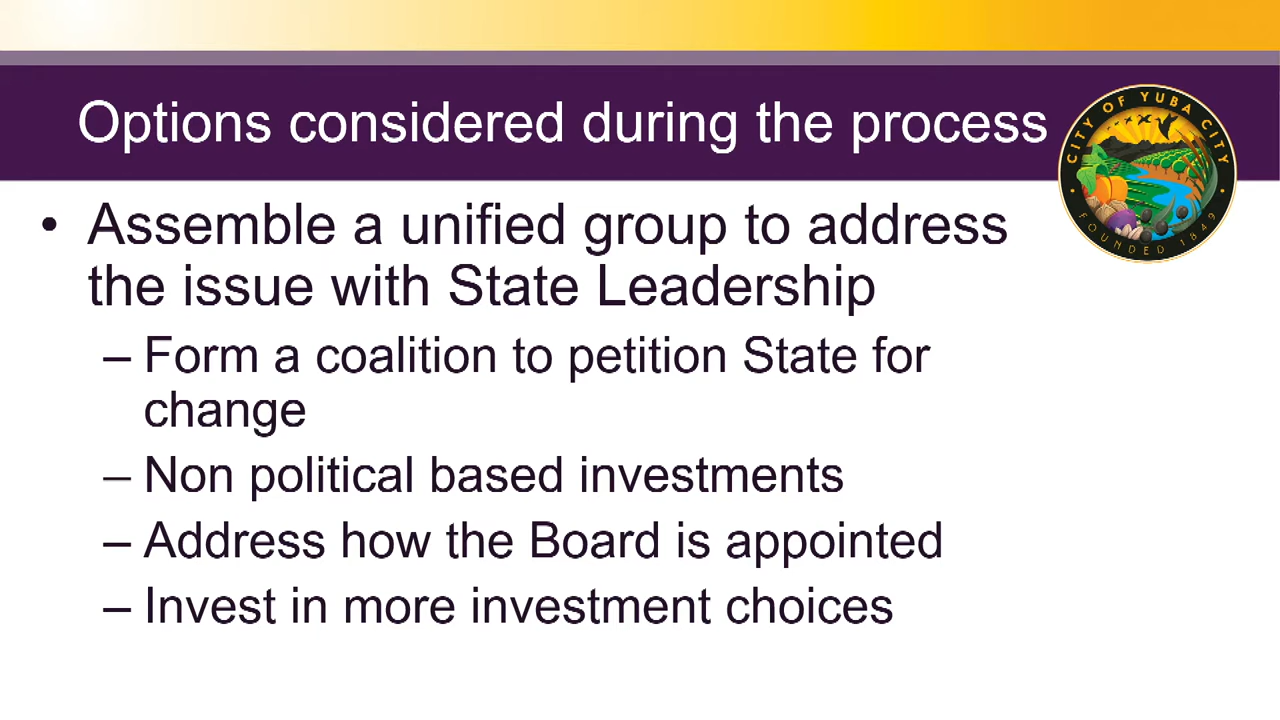 Options considered during the process
CITY OF YUBA CITY
FOUNDED 1849
• Assemble a unified group to address
the issue with State Leadership
– Form a coalition to petition State for
change
– Non political based investments
– Address how the Board is appointed
– Invest in more investment choices